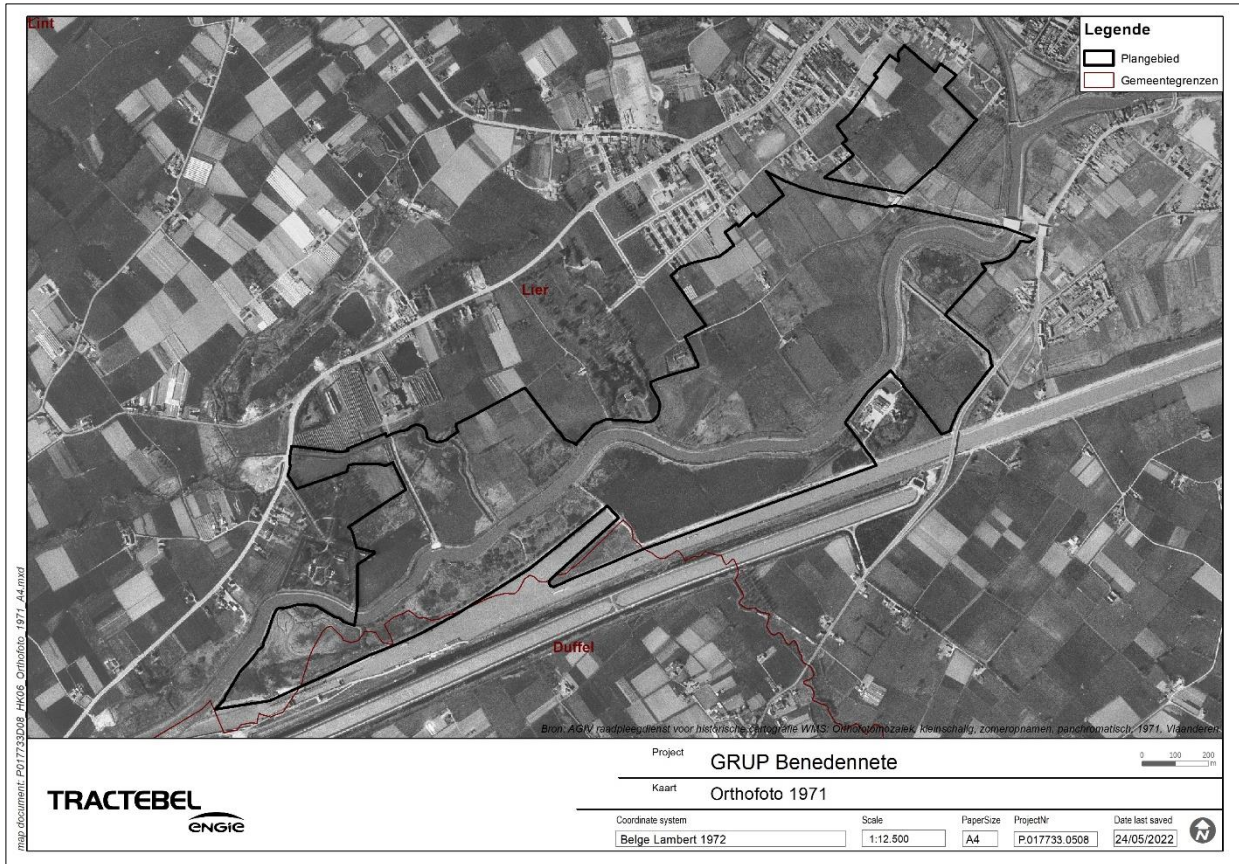 Lint
Legende
Plangebied
Gemeentegrenzen
Lier
Duffel
Bron: AGIV raadpleegdienst voor historische cartografie WMS: Orthofotomozaïek, kleinschalig, zomeropnamen, panchromatisch, 1971, Vlaanderen
map document: P017733D08_HK06_Orthofoto_1971_A4.mxd
Project GRUP Benedennete
0 100 200
m
Kaart Orthofoto 1971
TRACTEBEL
ENGIE
Coordinate system Scale PaperSize ProjectNr Date last saved
Belge Lambert 1972 1:12.500 A4 P.017733.0508 24/05/2022
N